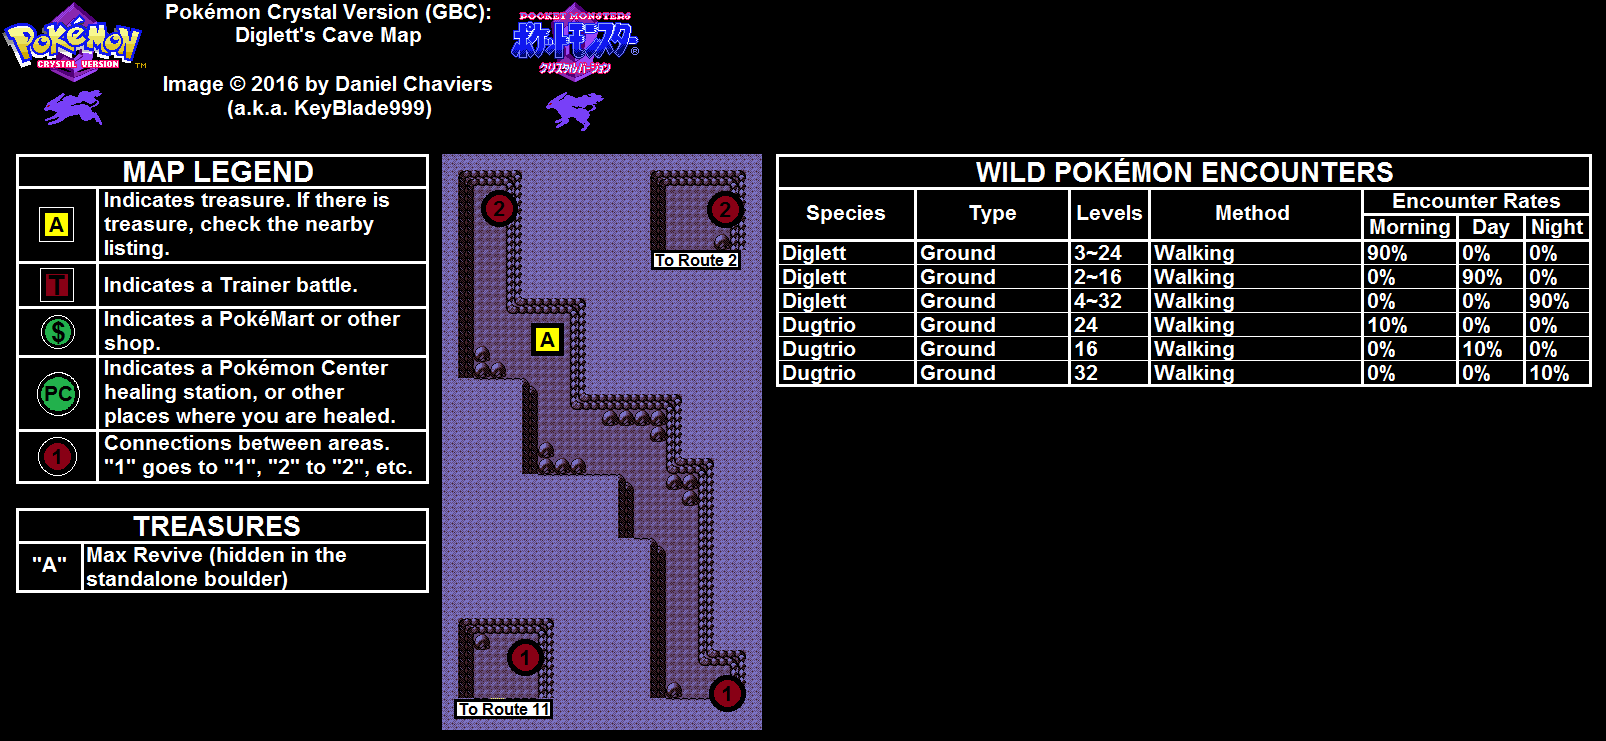 POKéMON
CRYSTAL VERSION
TM
Pokémon Crystal Version (GBC):
Diglett's Cave Map
Image © 2016 by Daniel Chaviers
(a.k.a. KeyBlade999)
POCKET MONSTERS
ポケットモンスター
®
クリスタルバージョン
MAP LEGEND
A
Indicates treasure. If there is
treasure, check the nearby
listing.
T
Indicates a Trainer battle.
$
Indicates a PokéMart or other
shop.
PC
Indicates a Pokémon Center
healing station, or other
places where you are healed.
1
Connections between areas.
"1" goes to "1", "2" to "2", etc.
TREASURES
"A" Max Revive (hidden in the
standalone boulder)
2
2
To Route 2
A
1
1
To Route 11
WILD POKÉMON ENCOUNTERS
Species Type Levels Method Encounter Rates
Morning Day Night
Diglett Ground 3~24 Walking 90% 0% 0%
Diglett Ground 2~16 Walking 0% 90% 0%
Diglett Ground 4~32 Walking 0% 0% 90%
Dugtrio Ground 24 Walking 10% 0% 0%
Dugtrio Ground 16 Walking 0% 10% 0%
Dugtrio Ground 32 Walking 0% 0% 10%